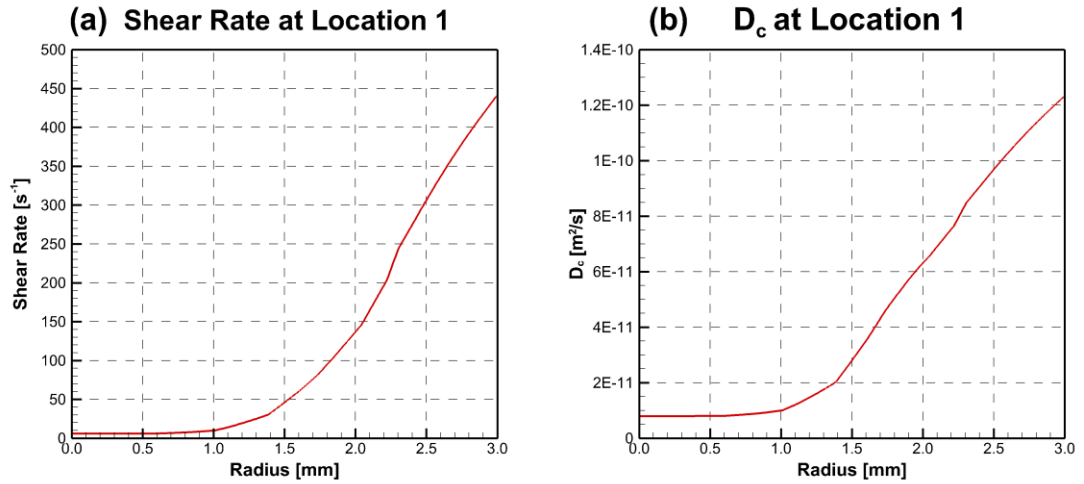 (a) Shear Rate at Location 1
500
450
400
350
300
250
200
150
100
50
0
0.0 0.5 1.0 1.5 2.0 2.5 3.0
Shear Rate [s⁻¹]
Radius [mm]
(b) D꜀ at Location 1
1.4E-10
1.2E-10
1E-10
8E-11
6E-11
4E-11
2E-11
0
0.0 0.5 1.0 1.5 2.0 2.5 3.0
D꜀ [m²/s]
Radius [mm]